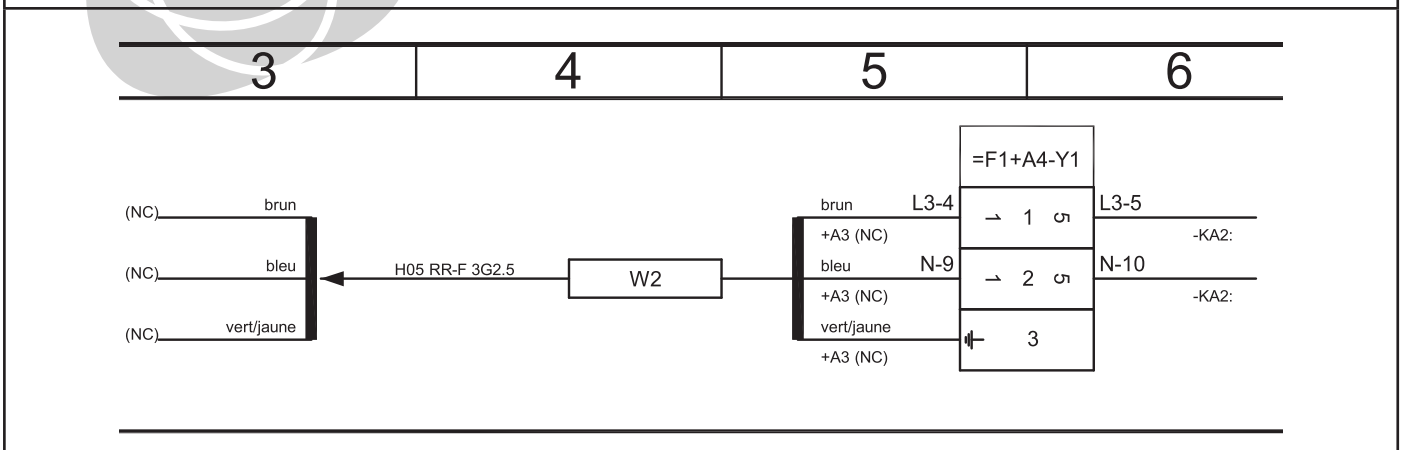 3 4 5 6
=F1+A4-Y1
(NC) brun brun L3-4 1 1 5 L3-5
+A3 (NC) -KA2:
(NC) bleu H05 RR-F 3G2.5 W2 bleu N-9 1 2 5 N-10
+A3 (NC) -KA2:
(NC) vert/jaune vert/jaune 3
+A3 (NC)